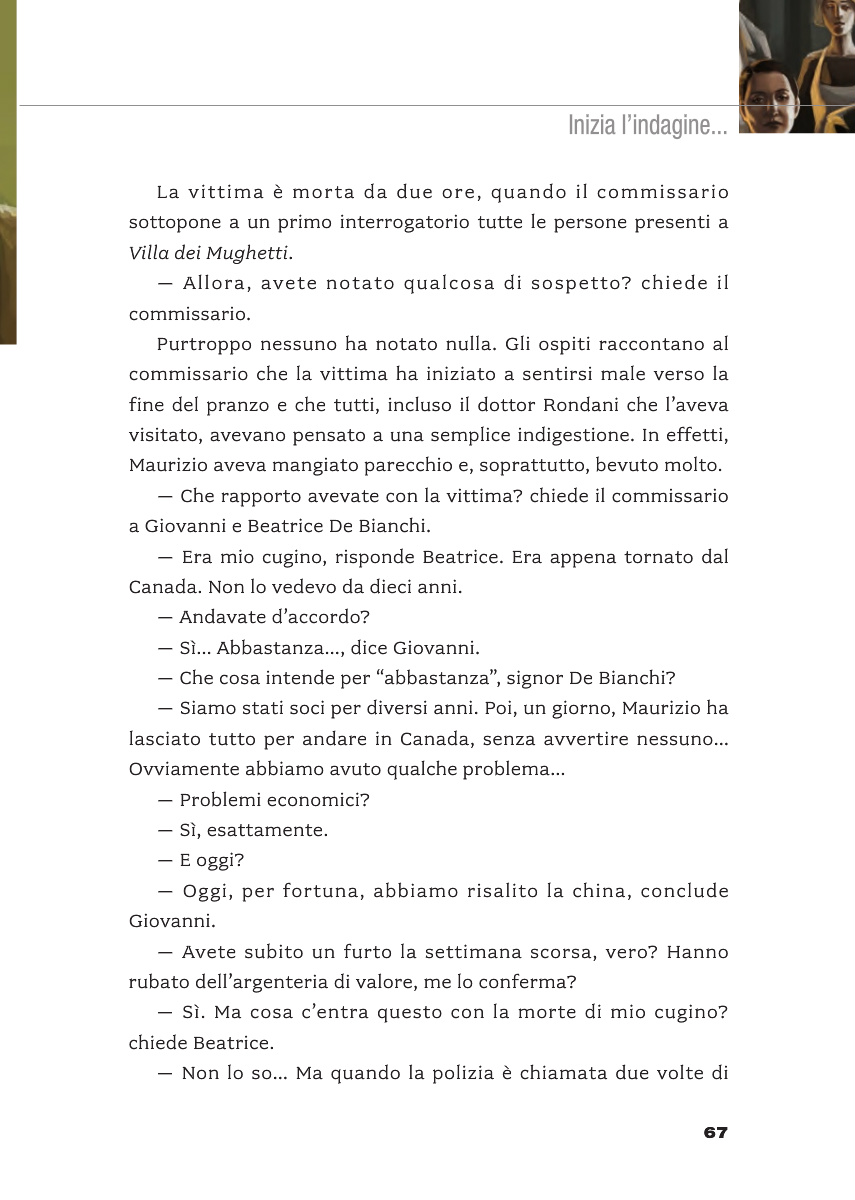 Inizia l’indagine...
La vittima è morta da due ore, quando il commissario
sottopone a un primo interrogatorio tutte le persone presenti a
Villa dei Mughetti.
— Allora, avete notato qualcosa di sospetto? chiede il
commissario.
Purtroppo nessuno ha notato nulla. Gli ospiti raccontano al
commissario che la vittima ha iniziato a sentirsi male verso la
fine del pranzo e che tutti, incluso il dottor Rondani che l’aveva
visitato, avevano pensato a una semplice indigestione. In effetti,
Maurizio aveva mangiato parecchio e, soprattutto, bevuto molto.
— Che rapporto avevate con la vittima? chiede il commissario
a Giovanni e Beatrice De Bianchi.
— Era mio cugino, risponde Beatrice. Era appena tornato dal
Canada. Non lo vedevo da dieci anni.
— Andavate d’accordo?
— Sì... Abbastanza..., dice Giovanni.
— Che cosa intende per “abbastanza”, signor De Bianchi?
— Siamo stati soci per diversi anni. Poi, un giorno, Maurizio ha
lasciato tutto per andare in Canada, senza avvertire nessuno...
Ovviamente abbiamo avuto qualche problema...
— Problemi economici?
— Sì, esattamente.
— E oggi?
— Oggi, per fortuna, abbiamo risalito la china, conclude
Giovanni.
— Avete subito un furto la settimana scorsa, vero? Hanno
rubato dell’argenteria di valore, me lo conferma?
— Sì. Ma cosa c’entra questo con la morte di mio cugino?
chiede Beatrice.
— Non lo so... Ma quando la polizia è chiamata due volte di
67